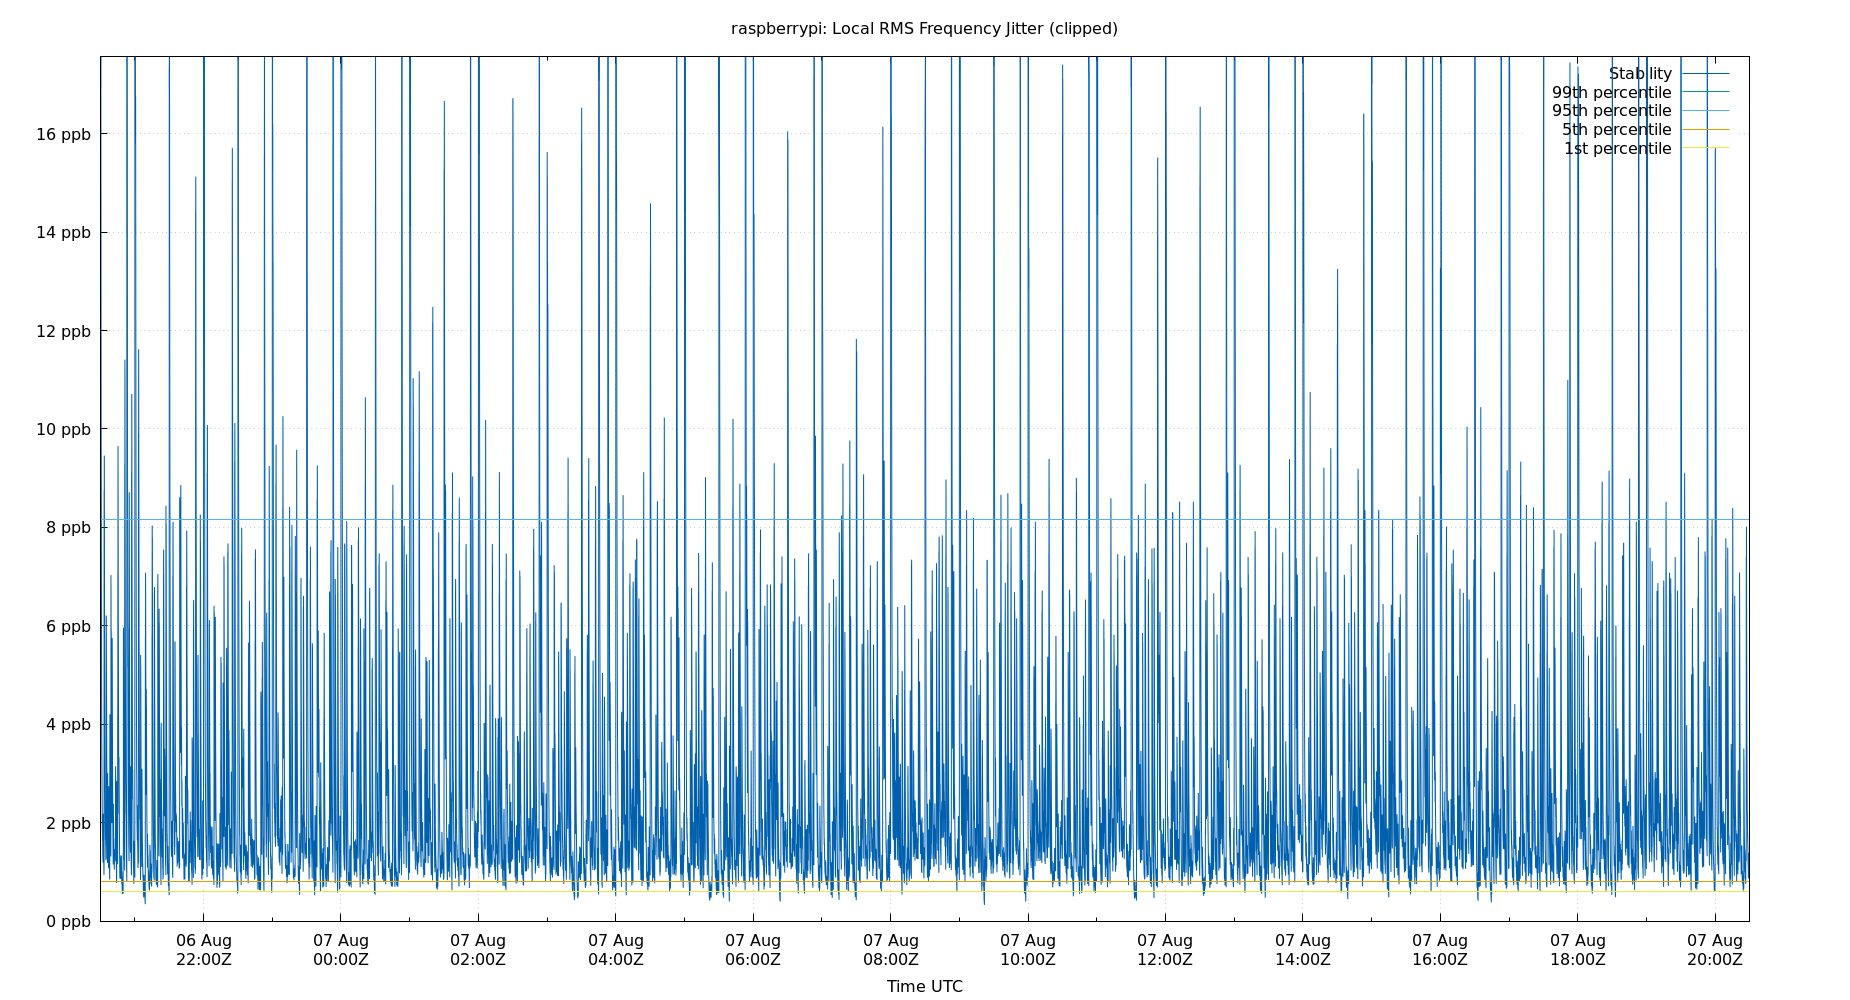 raspberrypi: Local RMS Frequency Jitter (clipped)
Stability
99th percentile
95th percentile
5th percentile
1st percentile
16 ppb
14 ppb
12 ppb
10 ppb
8 ppb
6 ppb
4 ppb
2 ppb
0 ppb
06 Aug 07 Aug 07 Aug 07 Aug 07 Aug 07 Aug 07 Aug 07 Aug 07 Aug 07 Aug 07 Aug 07 Aug
22:00Z 00:00Z 02:00Z 04:00Z 06:00Z 08:00Z 10:00Z 12:00Z 14:00Z 16:00Z 18:00Z 20:00Z
Time UTC